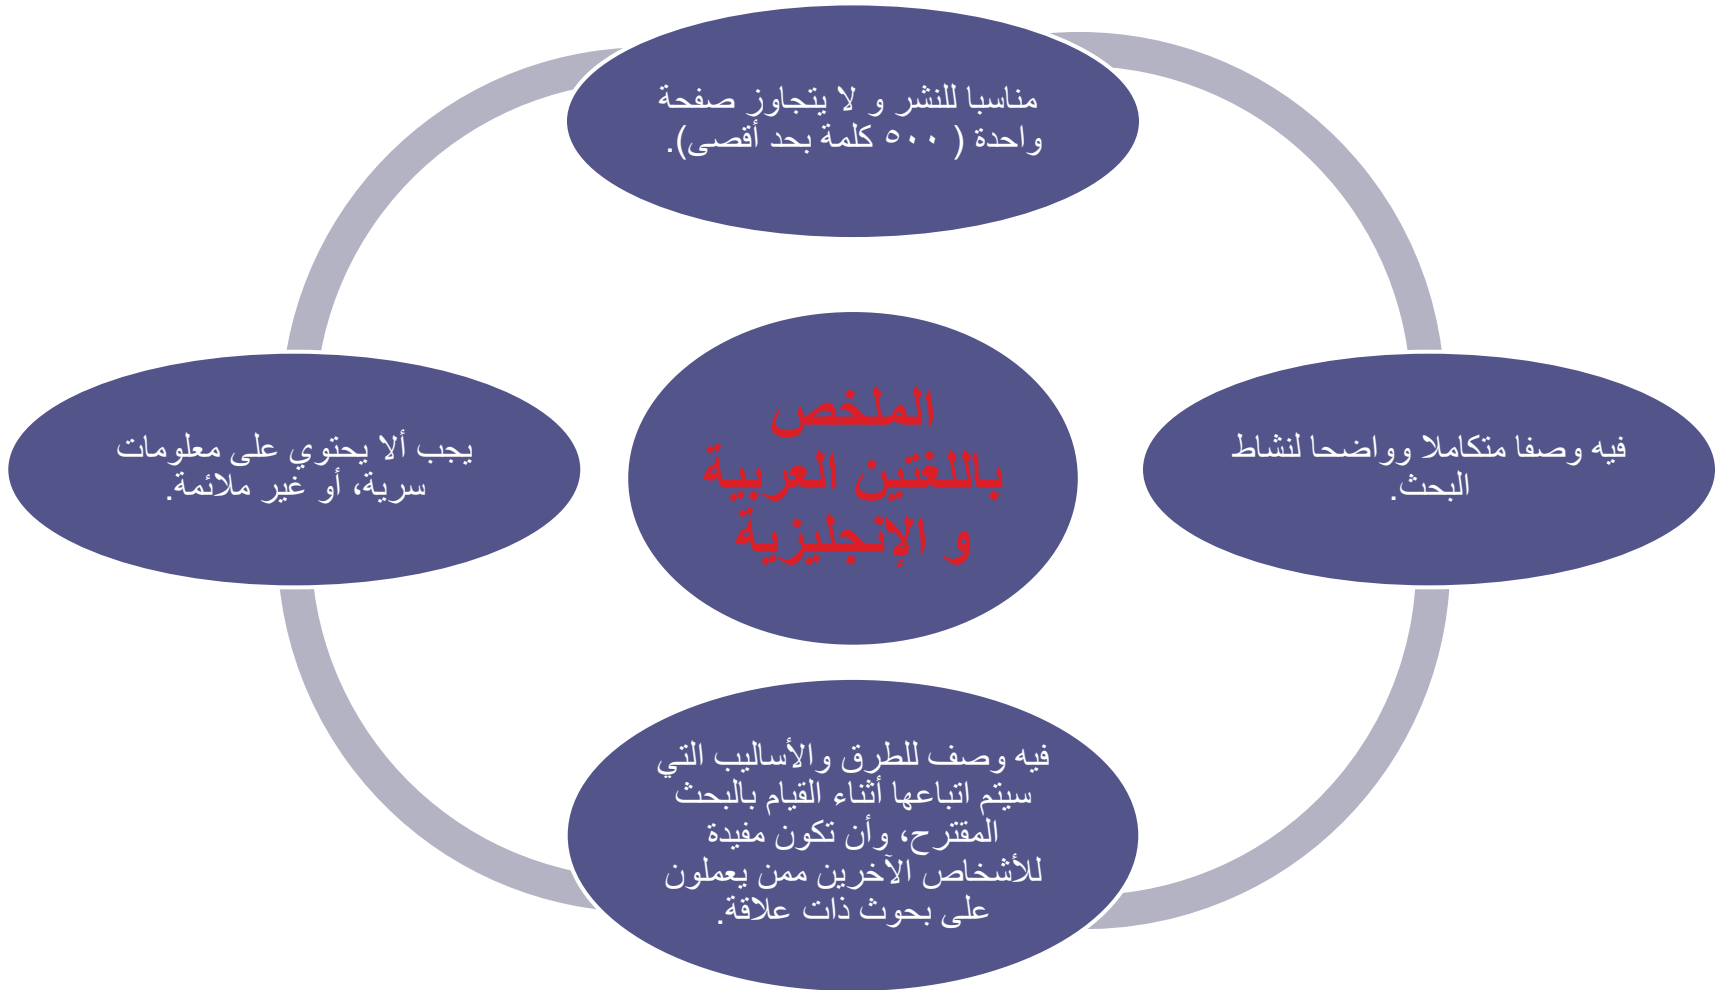 مناسبا للنشر و لا يتجاوز صفحة
واحدة ( ٥٠٠ كلمة بحد أقصى).
فيه وصفا متكاملا وواضحا لنشاط
البحث.
الملخص
باللغتين العربية
و الإنجليزية
يجب ألا يحتوي على معلومات
سرية، أو غير ملائمة.
فيه وصف للطرق والأساليب التي
سيتم اتباعها أثناء القيام بالبحث
المقترح، وأن تكون مفيدة
للأشخاص الآخرين ممن يعملون
على بحوث ذات علاقة.